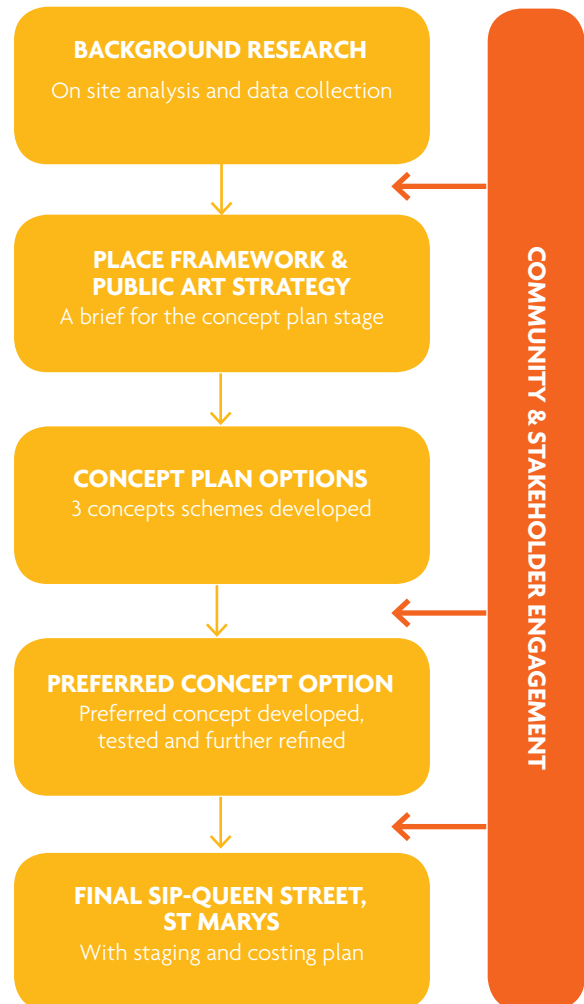 BACKGROUND RESEARCH
On site analysis and data collection
PLACE FRAMEWORK &
PUBLIC ART STRATEGY
A brief for the concept plan stage
CONCEPT PLAN OPTIONS
3 concepts schemes developed
PREFERRED CONCEPT OPTION
Preferred concept developed,
tested and further refined
FINAL SIP-QUEEN STREET,
ST MARYS
With staging and costing plan
COMMUNITY & STAKEHOLDER ENGAGEMENT